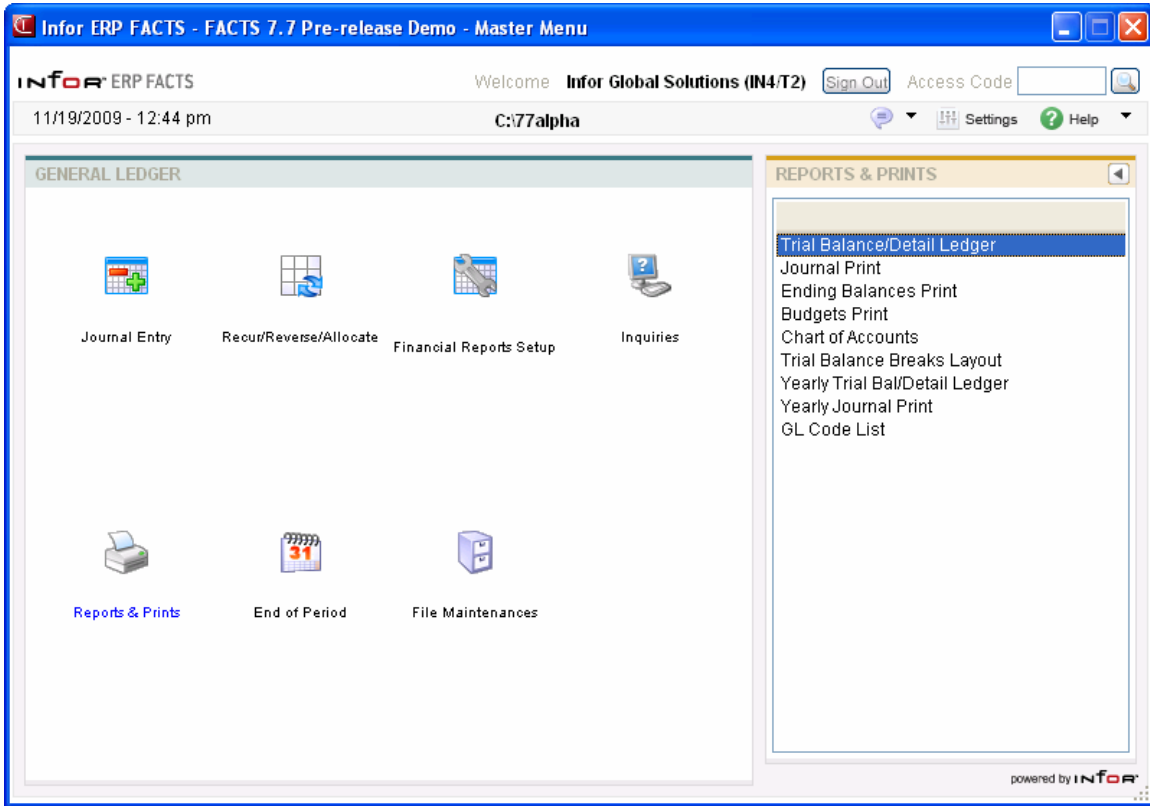 Infor ERP FACTS - FACTS 7.7 Pre-release Demo - Master Menu
infor ERP FACTS Welcome Infor Global Solutions (IN4/T2) Sign Out Access Code
11/19/2009 - 12:44 pm C:\77alpha Settings Help
GENERAL LEDGER
Journal Entry Recur/Reverse/Allocate Financial Reports Setup Inquiries
31
Reports & Prints End of Period File Maintenances
REPORTS & PRINTS
Trial Balance/Detail Ledger
Journal Print
Ending Balances Print
Budgets Print
Chart of Accounts
Trial Balance Breaks Layout
Yearly Trial Bal/Detail Ledger
Yearly Journal Print
GL Code List
powered by infor